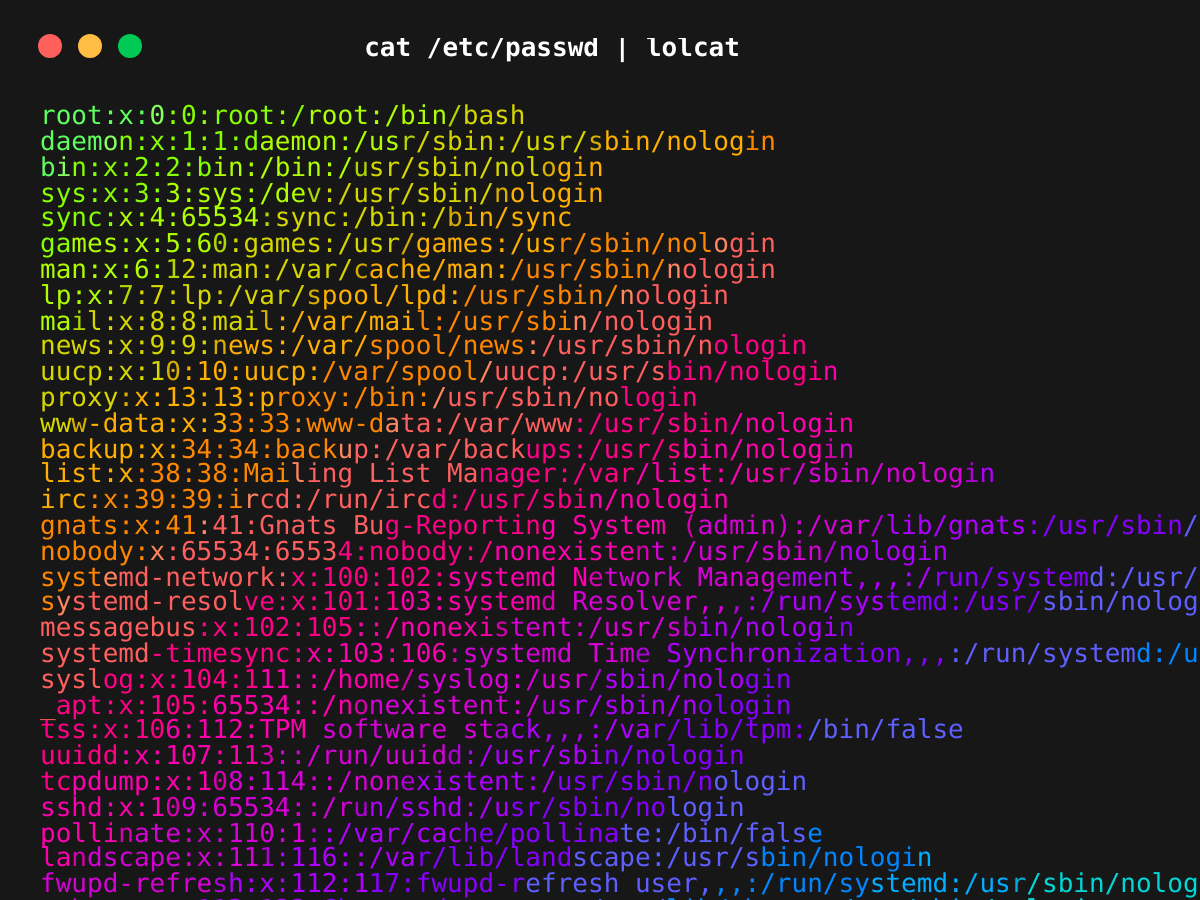 cat /etc/passwd | lolcat
root:x:0:0:root:/root:/bin/bash
daemon:x:1:1:daemon:/usr/sbin:/usr/sbin/nologin
bin:x:2:2:bin:/bin:/usr/sbin/nologin
sys:x:3:3:sys:/dev:/usr/sbin/nologin
sync:x:4:65534:sync:/bin:/bin/sync
games:x:5:60:games:/usr/games:/usr/sbin/nologin
man:x:6:12:man:/var/cache/man:/usr/sbin/nologin
lp:x:7:7:lp:/var/spool/lpd:/usr/sbin/nologin
mail:x:8:8:mail:/var/mail:/usr/sbin/nologin
news:x:9:9:news:/var/spool/news:/usr/sbin/nologin
uucp:x:10:10:uucp:/var/spool/uucp:/usr/sbin/nologin
proxy:x:13:13:proxy:/bin:/usr/sbin/nologin
www-data:x:33:33:www-data:/var/www:/usr/sbin/nologin
backup:x:34:34:backup:/var/backups:/usr/sbin/nologin
list:x:38:38:Mailing List Manager:/var/list:/usr/sbin/nologin
irc:x:39:39:ircd:/run/ircd:/usr/sbin/nologin
gnats:x:41:41:Gnats Bug-Reporting System (admin):/var/lib/gnats:/usr/sbin/
nobody:x:65534:65534:nobody:/nonexistent:/usr/sbin/nologin
systemd-network:x:100:102:systemd Network Management,,,:/run/systemd:/usr/
systemd-resolve:x:101:103:systemd Resolver,,,:/run/systemd:/usr/sbin/nolog
messagebus:x:102:105::/nonexistent:/usr/sbin/nologin
systemd-timesync:x:103:106:systemd Time Synchronization,,,:/run/systemd:/u
syslog:x:104:111::/home/syslog:/usr/sbin/nologin
_apt:x:105:65534::/nonexistent:/usr/sbin/nologin
tss:x:106:112:TPM software stack,,,:/var/lib/tpm:/bin/false
uuidd:x:107:113::/run/uuidd:/usr/sbin/nologin
tcpdump:x:108:114::/nonexistent:/usr/sbin/nologin
sshd:x:109:65534::/run/sshd:/usr/sbin/nologin
pollinate:x:110:1::/var/cache/pollinate:/bin/false
landscape:x:111:116::/var/lib/landscape:/usr/sbin/nologin
fwupd-refresh:x:112:117:fwupd-refresh user,,,:/run/systemd:/usr/sbin/nolog